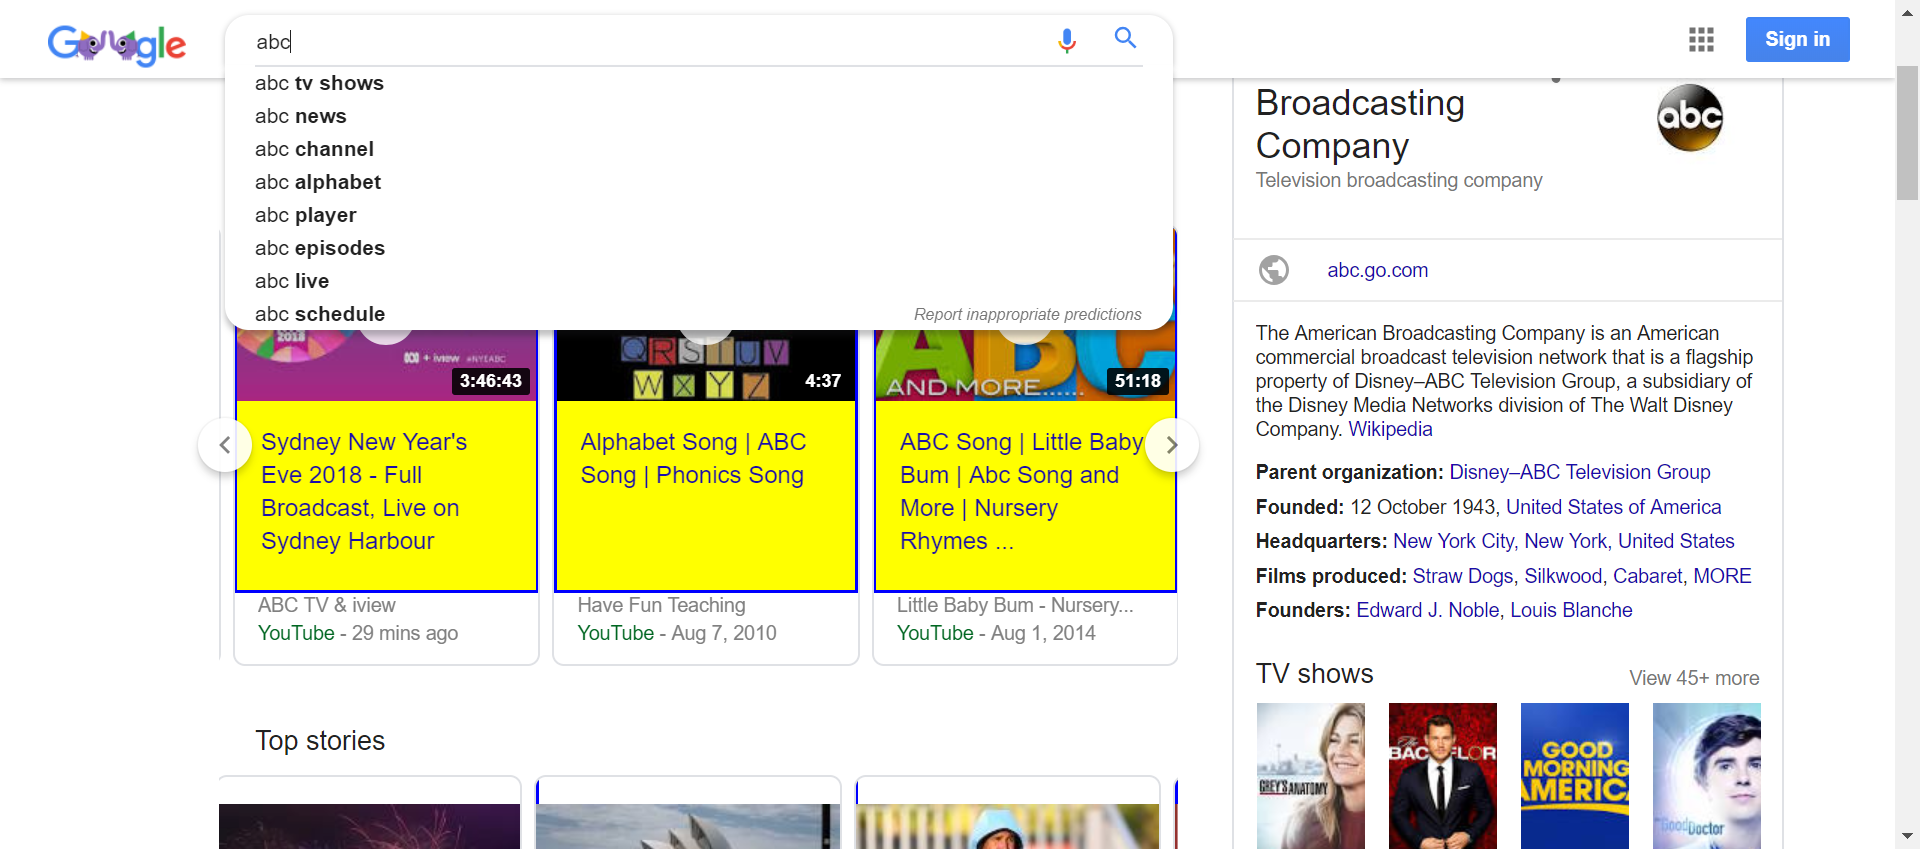 Google
abc
Sign in
abc tv shows
abc news
abc channel
abc alphabet
abc player
abc episodes
abc live
abc schedule
Report inappropriate predictions
2018
+ iview #NYEABC
3:46:43
QRSTUV
WXYZ
4:37
ABC
AND MORE......
51:18
Sydney New Year's
Eve 2018 - Full
Broadcast, Live on
Sydney Harbour
ABC TV & iview
YouTube - 29 mins ago
Alphabet Song | ABC
Song | Phonics Song
Have Fun Teaching
YouTube - Aug 7, 2010
ABC Song | Little Baby
Bum | Abc Song and
More | Nursery
Rhymes ...
Little Baby Bum - Nursery...
YouTube - Aug 1, 2014
Top stories
Broadcasting
Company
abc
Television broadcasting company
abc.go.com
The American Broadcasting Company is an American
commercial broadcast television network that is a flagship
property of Disney–ABC Television Group, a subsidiary of
the Disney Media Networks division of The Walt Disney
Company. Wikipedia
Parent organization: Disney–ABC Television Group
Founded: 12 October 1943, United States of America
Headquarters: New York City, New York, United States
Films produced: Straw Dogs, Silkwood, Cabaret, MORE
Founders: Edward J. Noble, Louis Blanche
TV shows
View 45+ more
GREY'S ANATOMY
The
BACHELOR
GOOD
MORNING
AMERICA
the Good Doctor